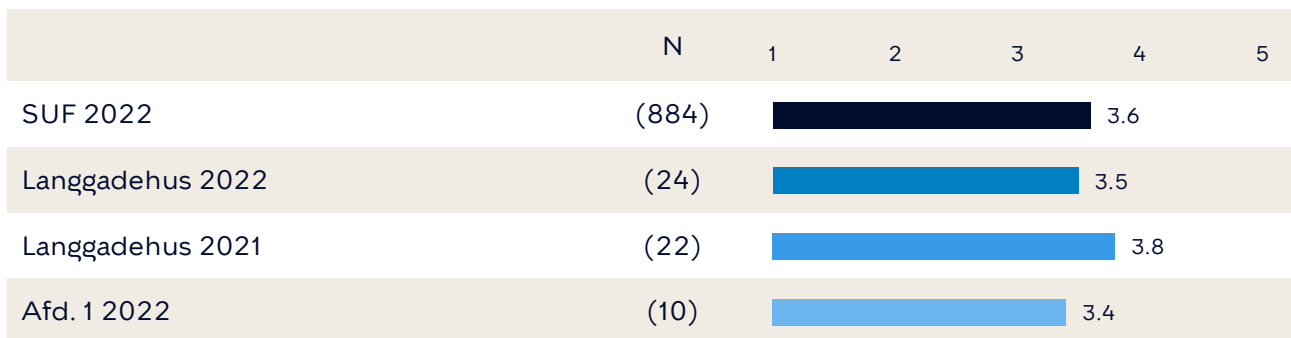 N 1 2 3 4 5
SUF 2022 (884) 3.6
Langgadehus 2022 (24) 3.5
Langgadehus 2021 (22) 3.8
Afd. 1 2022 (10) 3.4